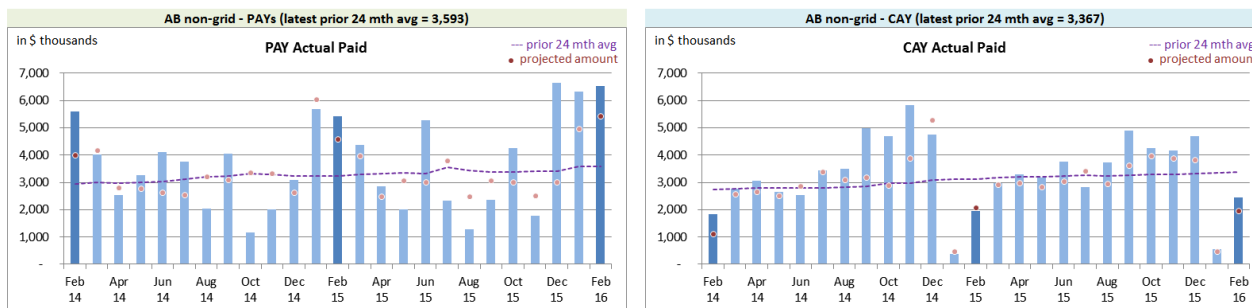 AB non-grid - PAYs (latest prior 24 mth avg = 3,593)
in $ thousands
PAY Actual Paid
--- prior 24 mth avg
• projected amount
7,000
6,000
5,000
4,000
3,000
2,000
1,000
-
Feb Apr Jun Aug Oct Dec Feb Apr Jun Aug Oct Dec Feb
14 14 14 14 14 14 15 15 15 15 15 15 16
AB non-grid - CAY (latest prior 24 mth avg = 3,367)
in $ thousands
CAY Actual Paid
--- prior 24 mth avg
• projected amount
7,000
6,000
5,000
4,000
3,000
2,000
1,000
-
Feb Apr Jun Aug Oct Dec Feb Apr Jun Aug Oct Dec Feb
14 14 14 14 14 14 15 15 15 15 15 15 16